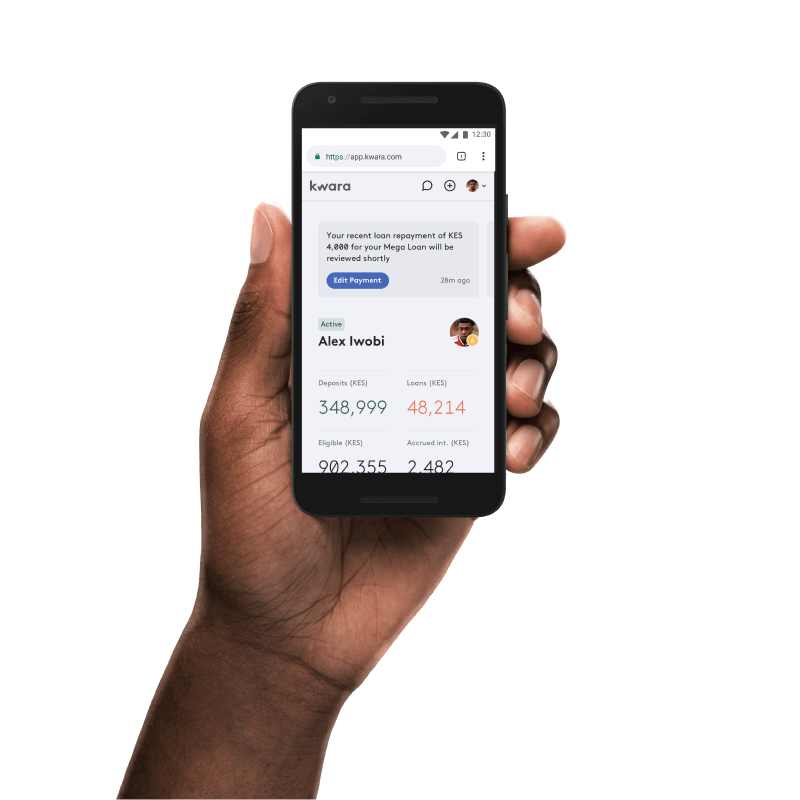 12:30
https://app.kwara.com
kwara
Your recent loan repayment of KES
4,000 for your Mega Loan will be
reviewed shortly
Edit Payment
28m ago
Active
Alex Iwobi
Deposits (KES)
Loans (KES)
348,999
48,214
Eligible (KES)
Accrued int. (KES)
902,355
2,482